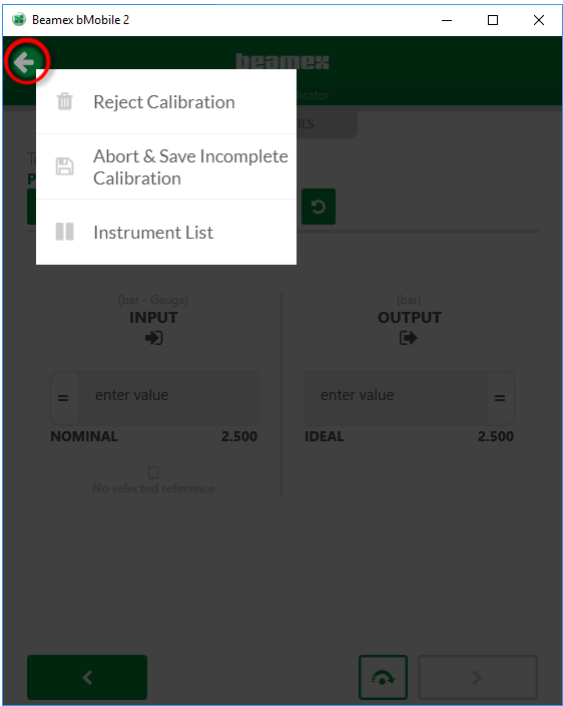 Beamex bMobile 2
beamex
Reject Calibration
Abort & Save Incomplete
Calibration
Instrument List
(bar - Gauge)
INPUT
(bar)
OUTPUT
= enter value
enter value =
NOMINAL 2.500
IDEAL 2.500
No selected reference